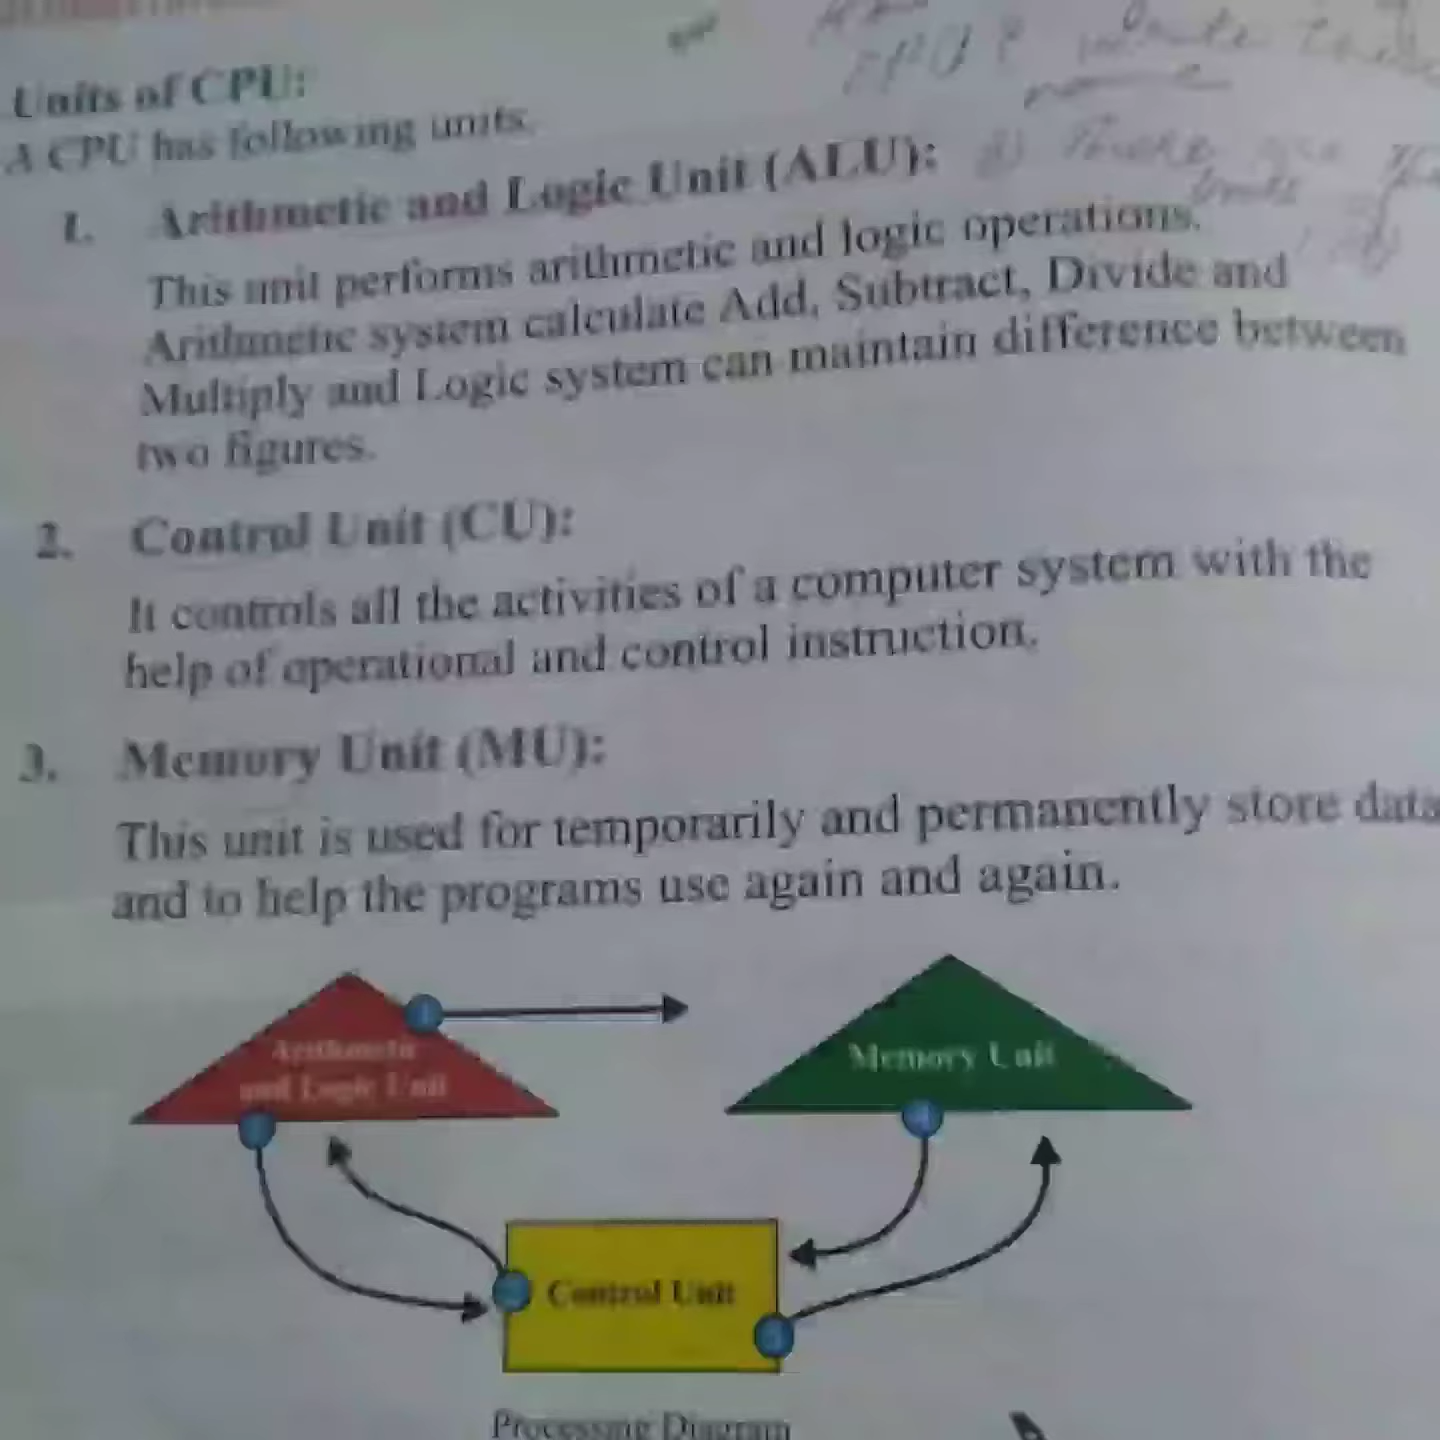 Units of CPU:
A CPU has following units.
1. Arithmetic and Logic Unit (ALU):
This unit performs arithmetic and logic operations.
Arithmetic system calculate Add, Subtract, Divide and
Multiply and Logic system can maintain difference between
two figures.
2. Control Unit (CU):
It controls all the activities of a computer system with the
help of operational and control instruction.
3. Memory Unit (MU):
This unit is used for temporarily and permanently store data
and to help the programs use again and again.
Arithmetic
and Logic Unit
Memory Unit
Control Unit
Processing Diagram